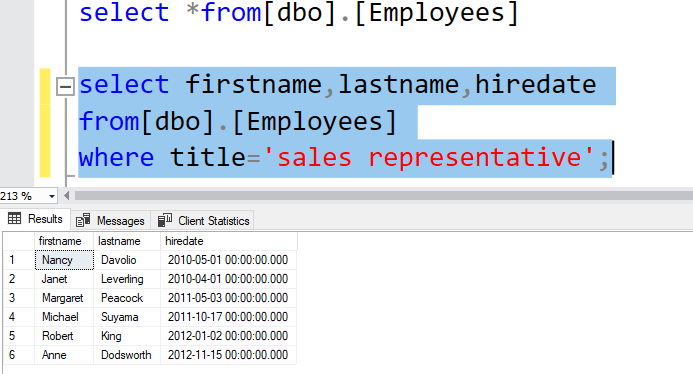 select *from[dbo].[Employees]
select firstname,lastname,hiredate
from[dbo].[Employees]
where title='sales representative';
213 %
Results Messages Client Statistics
firstname lastname hiredate
1 Nancy Davolio 2010-05-01 00:00:00.000
2 Janet Leverling 2010-04-01 00:00:00.000
3 Margaret Peacock 2011-05-03 00:00:00.000
4 Michael Suyama 2011-10-17 00:00:00.000
5 Robert King 2012-01-02 00:00:00.000
6 Anne Dodsworth 2012-11-15 00:00:00.000